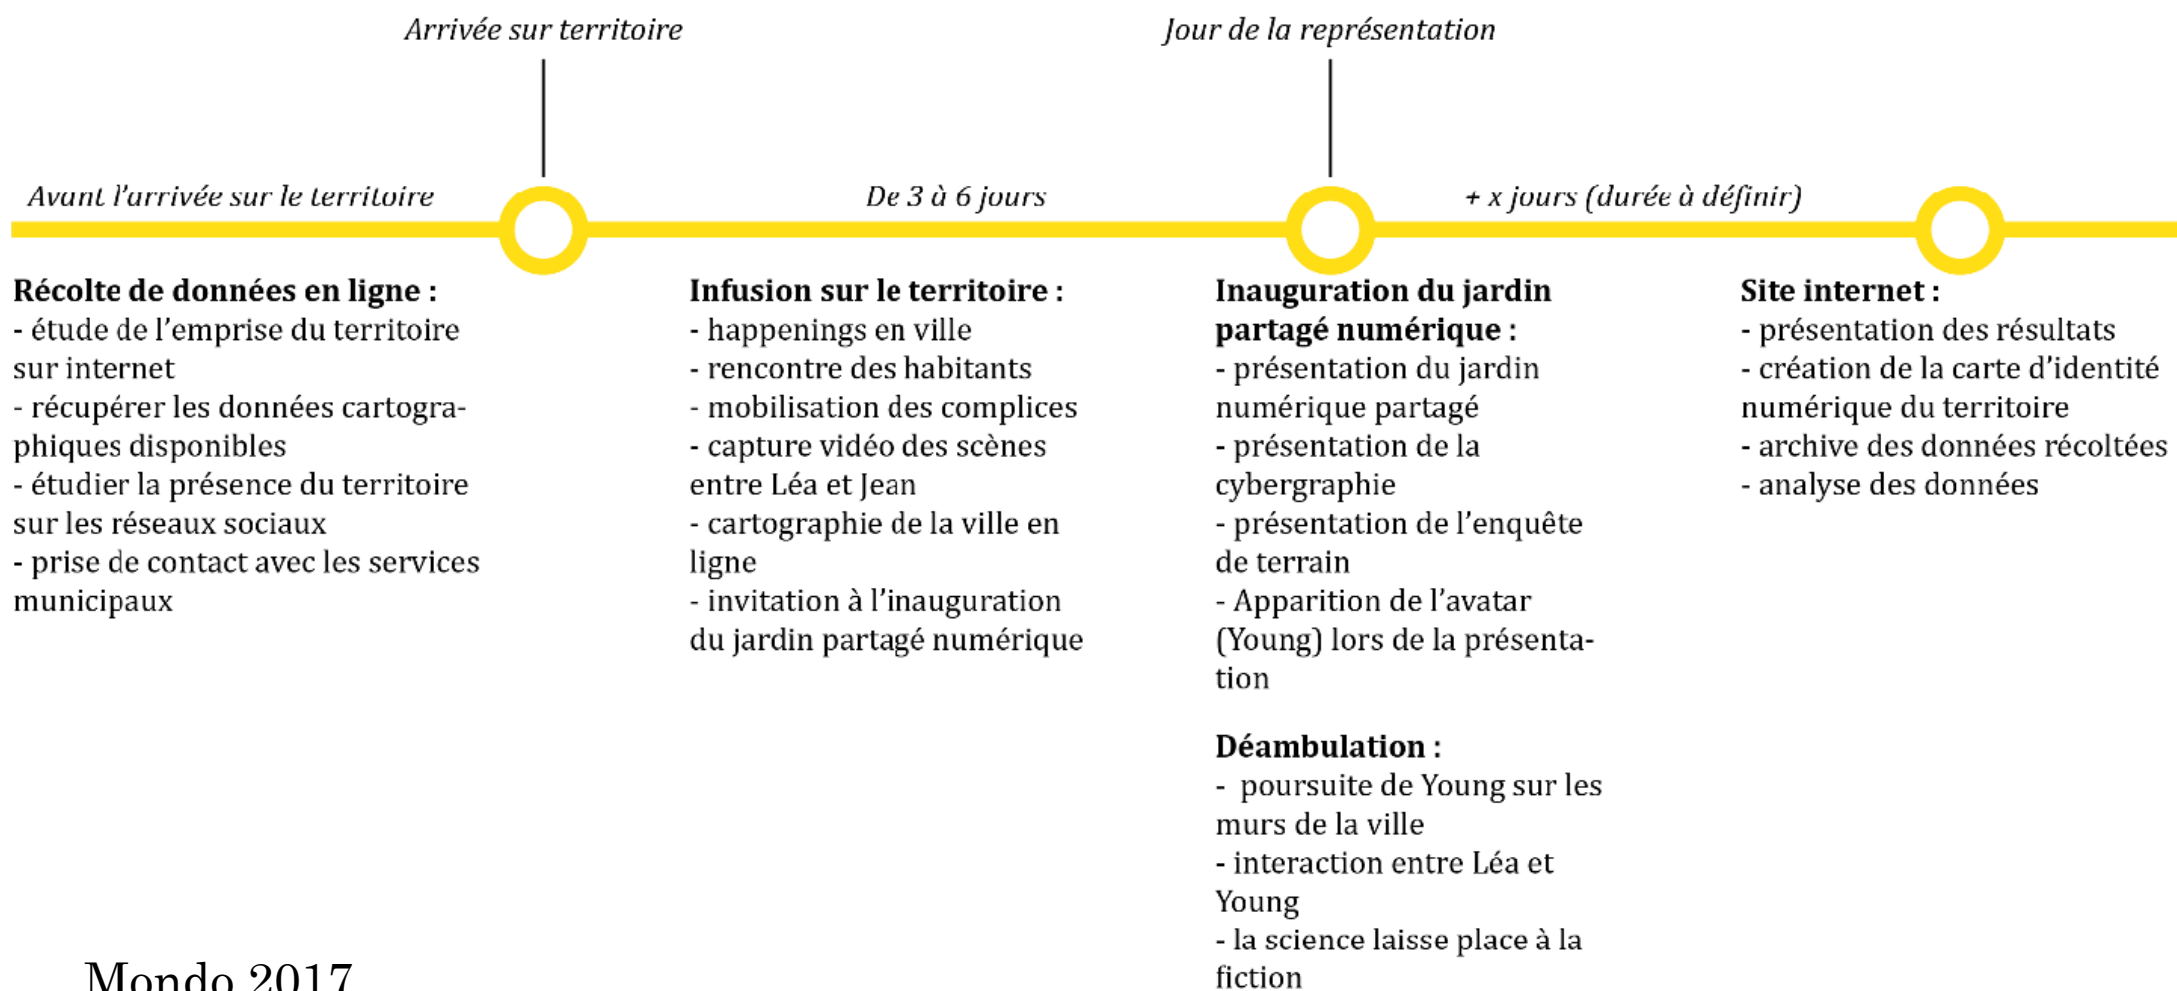 Arrivée sur territoire
Jour de la représentation
Avant l'arrivée sur le territoire
De 3 à 6 jours
+ x jours (durée à définir)
Récolte de données en ligne :
- étude de l'emprise du territoire
sur internet
- récupérer les données cartogra-
phiques disponibles
- étudier la présence du territoire
sur les réseaux sociaux
- prise de contact avec les services
municipaux
Infusion sur le territoire :
- happenings en ville
- rencontre des habitants
- mobilisation des complices
- capture vidéo des scènes
entre Léa et Jean
- cartographie de la ville en
ligne
- invitation à l'inauguration
du jardin partagé numérique
Inauguration du jardin
partagé numérique :
- présentation du jardin
numérique partagé
- présentation de la
cybergraphie
- présentation de l'enquête
de terrain
- Apparition de l'avatar
(Young) lors de la présenta-
tion
Déambulation :
- poursuite de Young sur les
murs de la ville
- interaction entre Léa et
Young
- la science laisse place à la
fiction
Site internet :
- présentation des résultats
- création de la carte d'identité
numérique du territoire
- archive des données récoltées
- analyse des données
Mondo 2017